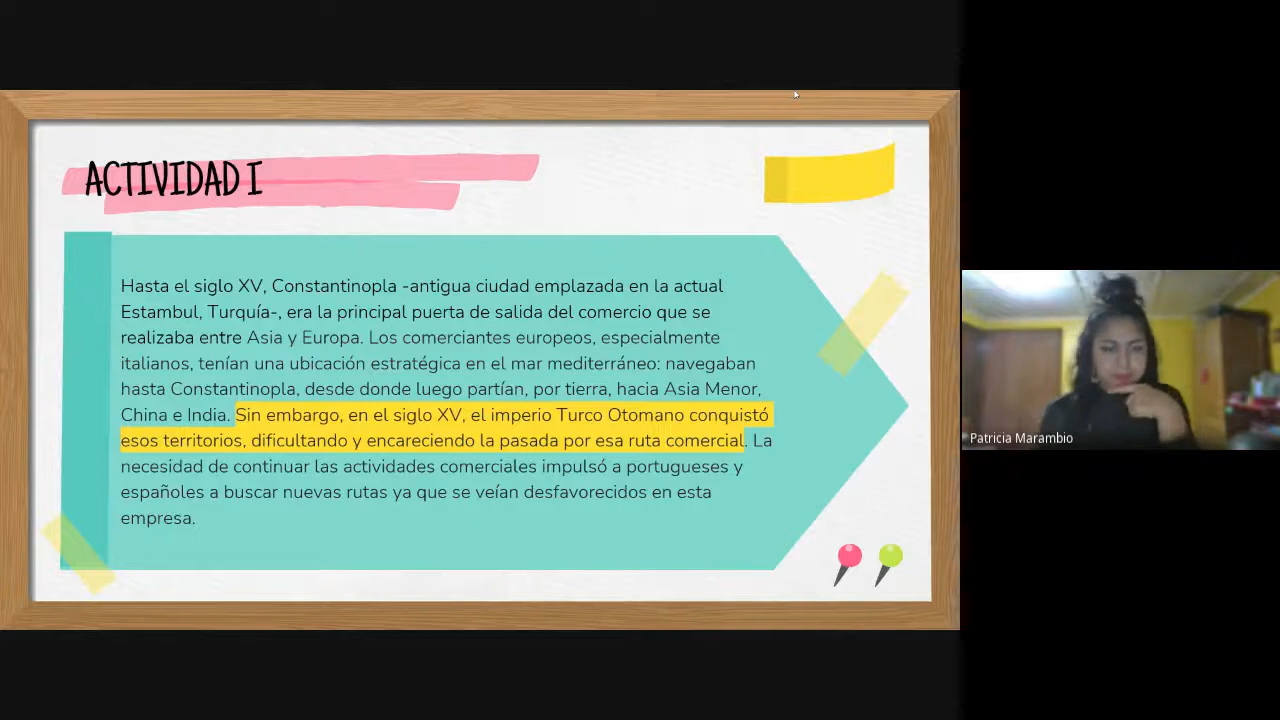 ACTIVIDAD I
Hasta el siglo XV, Constantinopla -antigua ciudad emplazada en la actual
Estambul, Turquía-, era la principal puerta de salida del comercio que se
realizaba entre Asia y Europa. Los comerciantes europeos, especialmente
italianos, tenían una ubicación estratégica en el mar mediterráneo: navegaban
hasta Constantinopla, desde donde luego partían, por tierra, hacia Asia Menor,
China e India. Sin embargo, en el siglo XV, el imperio Turco Otomano conquistó
esos territorios, dificultando y encareciendo la pasada por esa ruta comercial. La
necesidad de continuar las actividades comerciales impulsó a portugueses y
españoles a buscar nuevas rutas ya que se veían desfavorecidos en esta
empresa.
Patricia Marambio